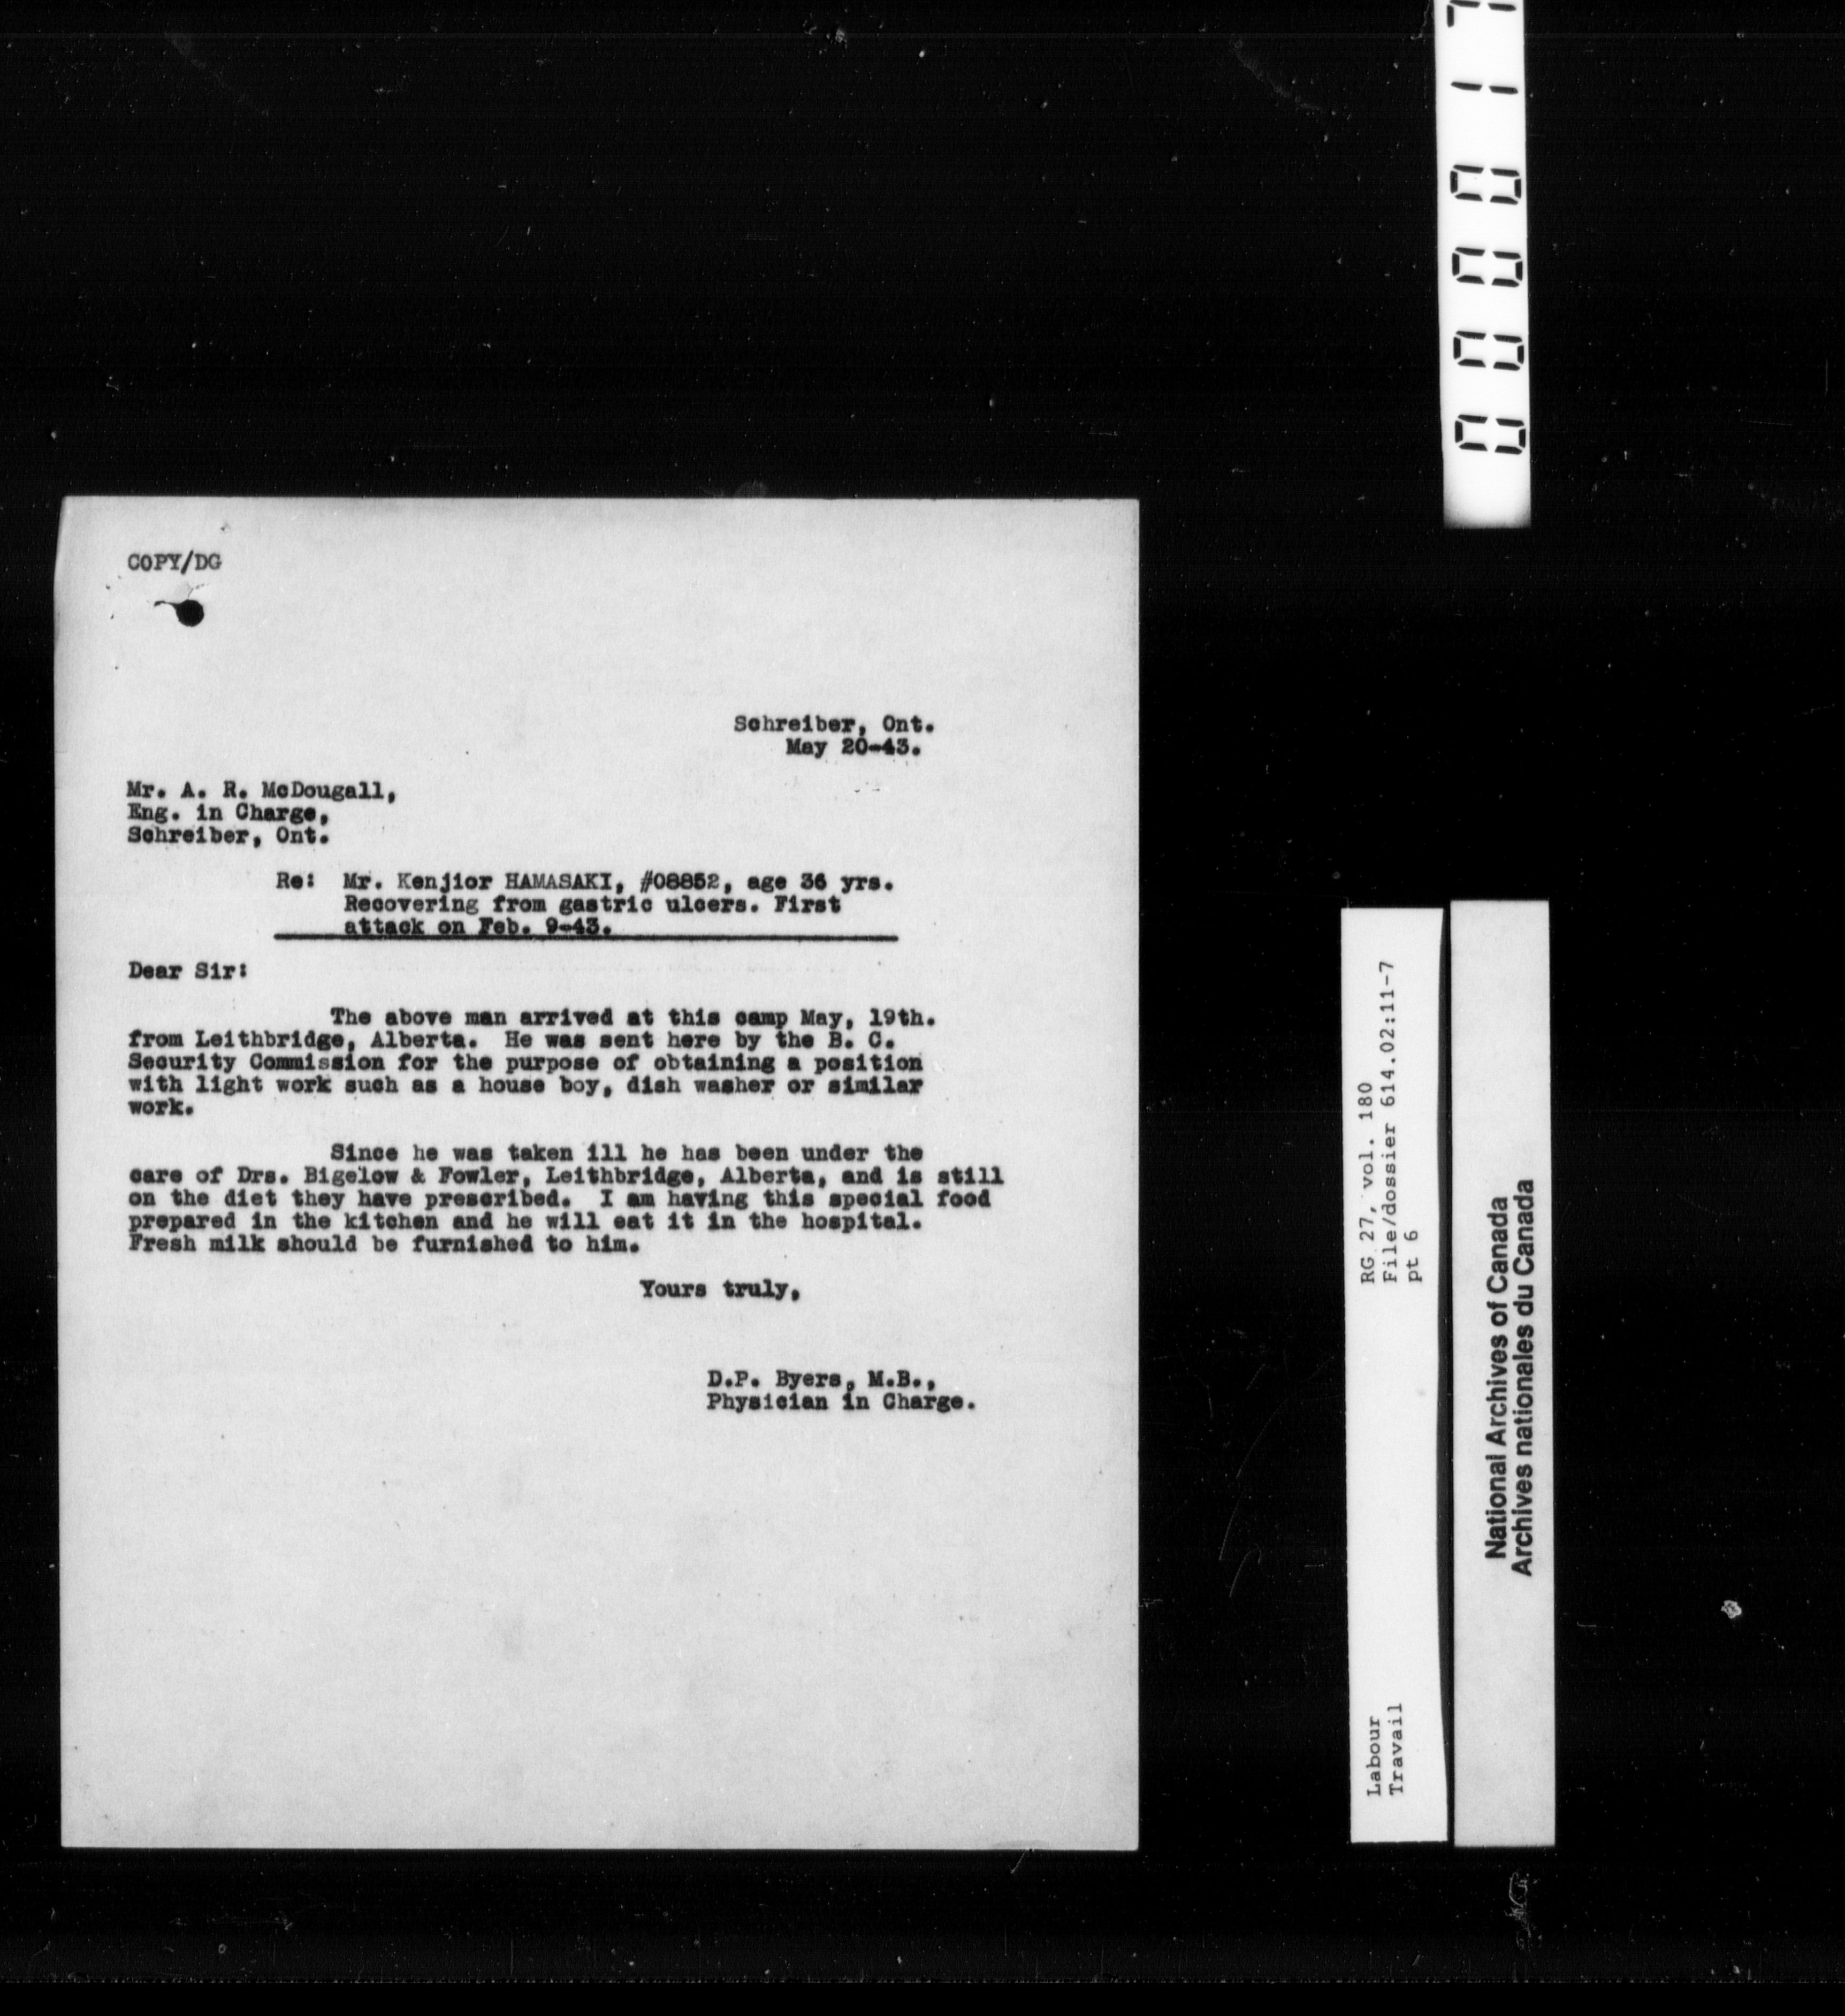 COPY/DG
Schreiber, Ont.
May 20-43.
Mr. A. R. McDougall,
Eng. in Charge,
Schreiber, Ont.
Re: Mr. Kenjior HAMASAKI, #08852, age 36 yrs.
Recovering from gastric ulcers. First
attack on Feb. 9-43.
Dear Sir:
The above man arrived at this camp May, 19th.
from Leithbridge, Alberta. He was sent here by the B. C.
Security Commission for the purpose of obtaining a position
with light work such as a house boy, dish washer or similar
work.
Since he was taken ill he has been under the
care of Drs. Bigelow & Fowler, Leithbridge, Alberta, and is still
on the diet they have prescribed. I am having this special food
prepared in the kitchen and he will eat it in the hospital.
Fresh milk should be furnished to him.
Yours truly,
D.P. Byers, M.B.,
Physician in Charge.
RG 27, vol. 180
File/dossier 614.02:11-7
pt 6
Labour
Travail
National Archives of Canada
Archives nationales du Canada